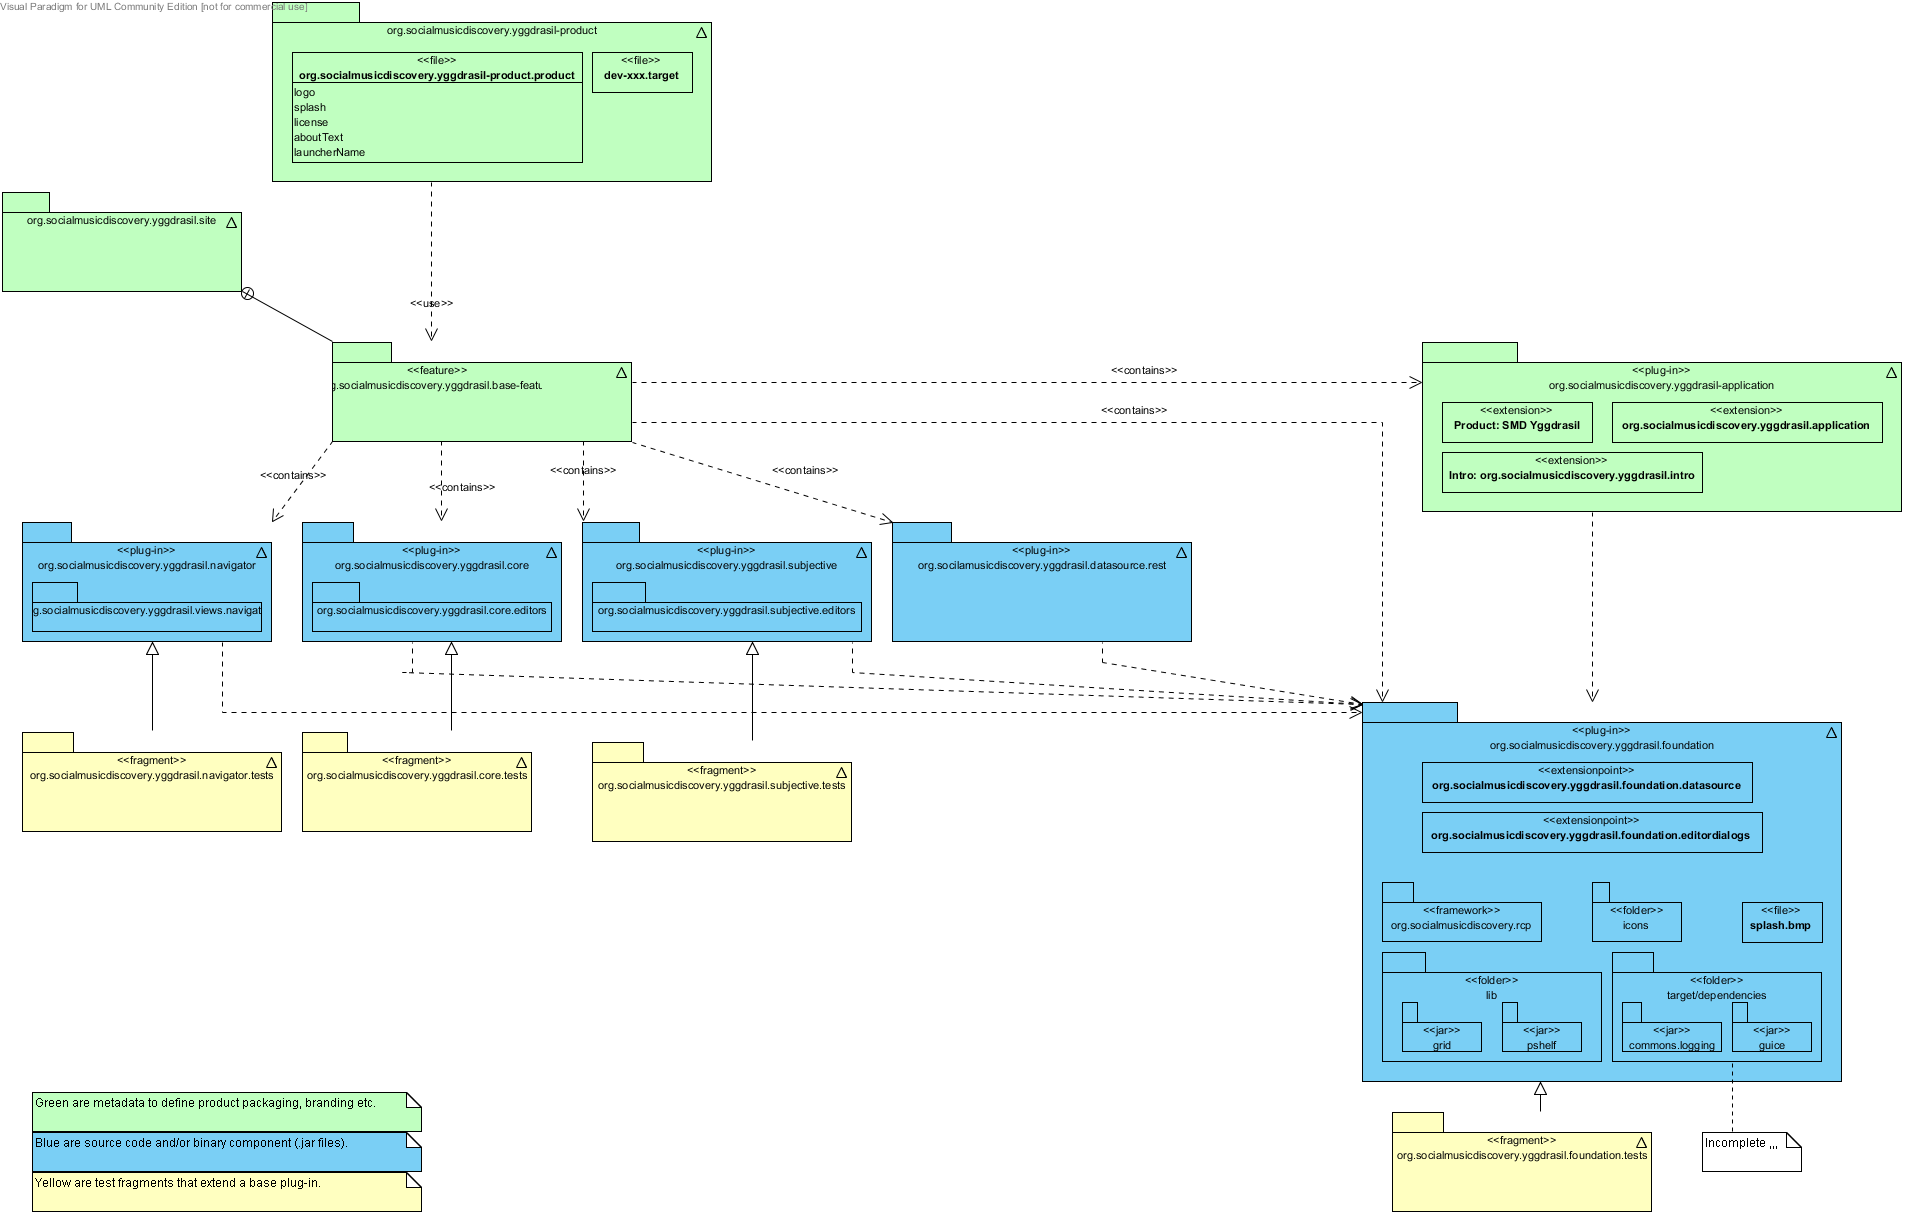 Visual Paradigm for UML Community Edition [not for commercial use]
org.socialmusicdiscovery.yggdrasil-product
<<file>>
org.socialmusicdiscovery.yggdrasil-product.product
logo
splash
license
aboutText
launcherName
<<file>>
dev-xxx.target
org.socialmusicdiscovery.yggdrasil.site
<<use>>
<<feature>>
g.socialmusicdiscovery.yggdrasil.base-featu
<<contains>>
<<contains>>
<<contains>>
<<contains>>
<<contains>>
<<contains>>
<<plug-in>>
org.socialmusicdiscovery.yggdrasil-application
<<extension>>
Product: SMD Yggdrasil
<<extension>>
org.socialmusicdiscovery.yggdrasil.application
<<extension>>
Intro: org.socialmusicdiscovery.yggdrasil.intro
<<plug-in>>
org.socialmusicdiscovery.yggdrasil.navigator
g.socialmusicdiscovery.yggdrasil.views.navigat
<<plug-in>>
org.socialmusicdiscovery.yggdrasil.core
org.socialmusicdiscovery.yggdrasil.core.editors
<<plug-in>>
org.socialmusicdiscovery.yggdrasil.subjective
org.socialmusicdiscovery.yggdrasil.subjective.editors
<<plug-in>>
org.socilamusicdiscovery.yggdrasil.datasource.rest
<<fragment>>
org.socialmusicdiscovery.yggdrasil.navigator.tests
<<fragment>>
org.socialmusicdiscovery.yggdrasil.core.tests
<<fragment>>
org.socialmusicdiscovery.yggdrasil.subjective.tests
<<plug-in>>
org.socialmusicdiscovery.yggdrasil.foundation
<<extensionpoint>>
org.socialmusicdiscovery.yggdrasil.foundation.datasource
<<extensionpoint>>
org.socialmusicdiscovery.yggdrasil.foundation.editordialogs
<<framework>>
org.socialmusicdiscovery.rcp
<<folder>>
icons
<<file>>
splash.bmp
<<folder>>
lib
<<jar>>
grid
<<jar>>
pshelf
<<folder>>
target/dependencies
<<jar>>
commons.logging
<<jar>>
guice
<<fragment>>
org.socialmusicdiscovery.yggdrasil.foundation.tests
Incomplete ,,,
Green are metadata to define product packaging, branding etc.
Blue are source code and/or binary component (.jar files).
Yellow are test fragments that extend a base plug-in.